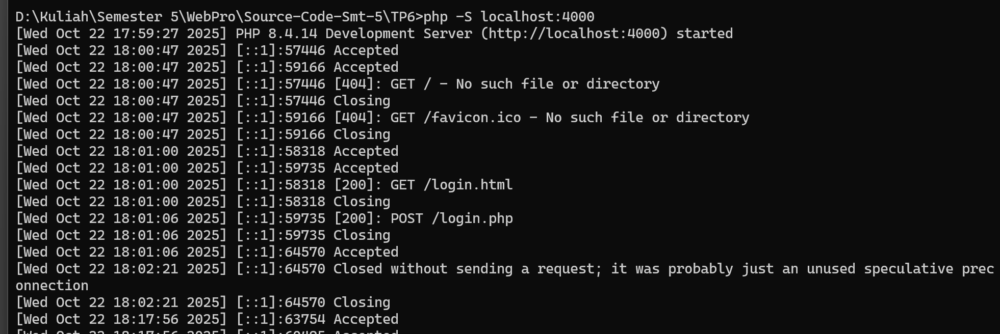 D:\Kuliah\Semester 5\WebPro\Source-Code-Smt-5\TP6>php -S localhost:4000
[Wed Oct 22 17:59:27 2025] PHP 8.4.14 Development Server (http://localhost:4000) started
[Wed Oct 22 18:00:47 2025] [::1]:57446 Accepted
[Wed Oct 22 18:00:47 2025] [::1]:59166 Accepted
[Wed Oct 22 18:00:47 2025] [::1]:57446 [404]: GET / - No such file or directory
[Wed Oct 22 18:00:47 2025] [::1]:57446 Closing
[Wed Oct 22 18:00:47 2025] [::1]:59166 [404]: GET /favicon.ico - No such file or directory
[Wed Oct 22 18:00:47 2025] [::1]:59166 Closing
[Wed Oct 22 18:01:00 2025] [::1]:58318 Accepted
[Wed Oct 22 18:01:00 2025] [::1]:59735 Accepted
[Wed Oct 22 18:01:00 2025] [::1]:58318 [200]: GET /login.html
[Wed Oct 22 18:01:00 2025] [::1]:58318 Closing
[Wed Oct 22 18:01:06 2025] [::1]:59735 [200]: POST /login.php
[Wed Oct 22 18:01:06 2025] [::1]:59735 Closing
[Wed Oct 22 18:01:06 2025] [::1]:64570 Accepted
[Wed Oct 22 18:02:21 2025] [::1]:64570 Closed without sending a request; it was probably just an unused speculative prec
onnection
[Wed Oct 22 18:02:21 2025] [::1]:64570 Closing
[Wed Oct 22 18:17:56 2025] [::1]:63754 Accepted
[Wed Oct 22 18:17:56 2025] Accepted